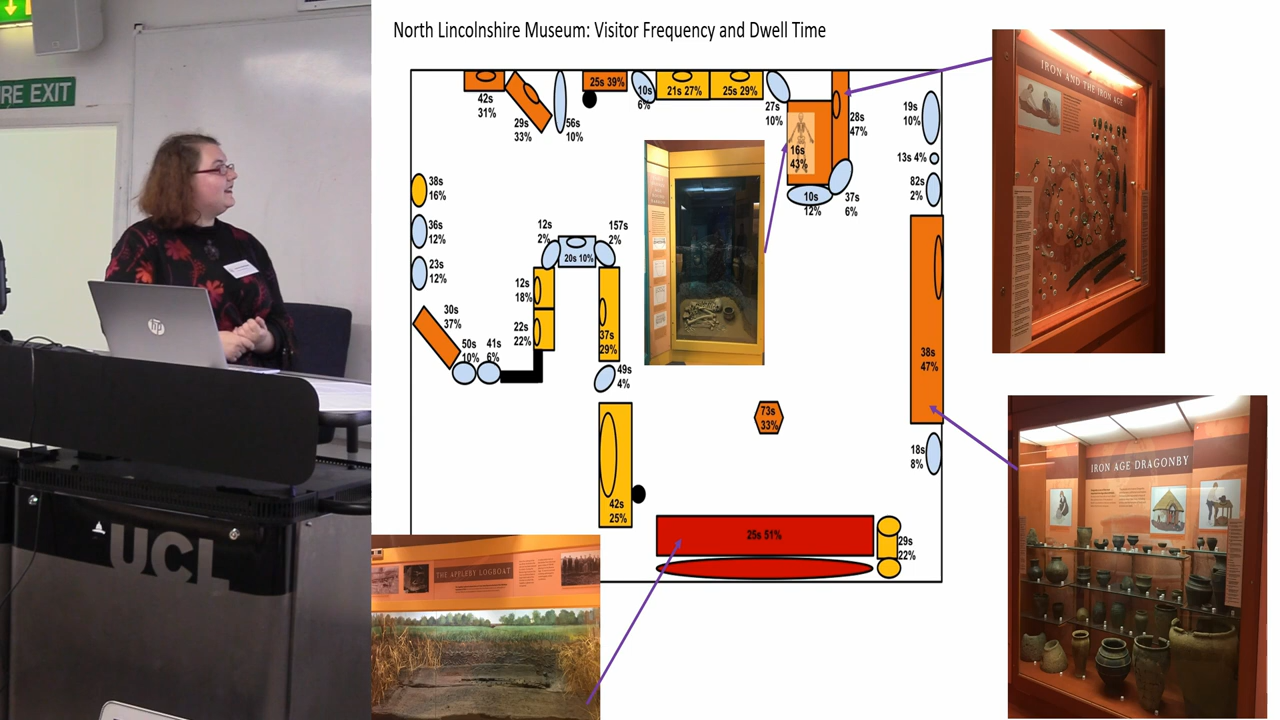 RE EXIT
hp
UCL
North Lincolnshire Museum: Visitor Frequency and Dwell Time
42s
31%
29s
33%
56s
10%
25s 39%
10s
6%
21s 27%
25s 29%
27s
10%
28s
47%
16s
43%
10s
12%
37s
6%
19s
10%
13s 4%
82s
2%
38s
16%
36s
12%
23s
12%
30s
37%
50s
10%
41s
6%
12s
2%
157s
2%
20s 10%
12s
18%
22s
22%
37s
29%
49s
4%
42s
25%
73s
33%
38s
47%
18s
8%
25s 51%
29s
22%
IRON AND THE IRON AGE
IRON AGE DRAGONBY
THE APPLEBY LOGBOAT